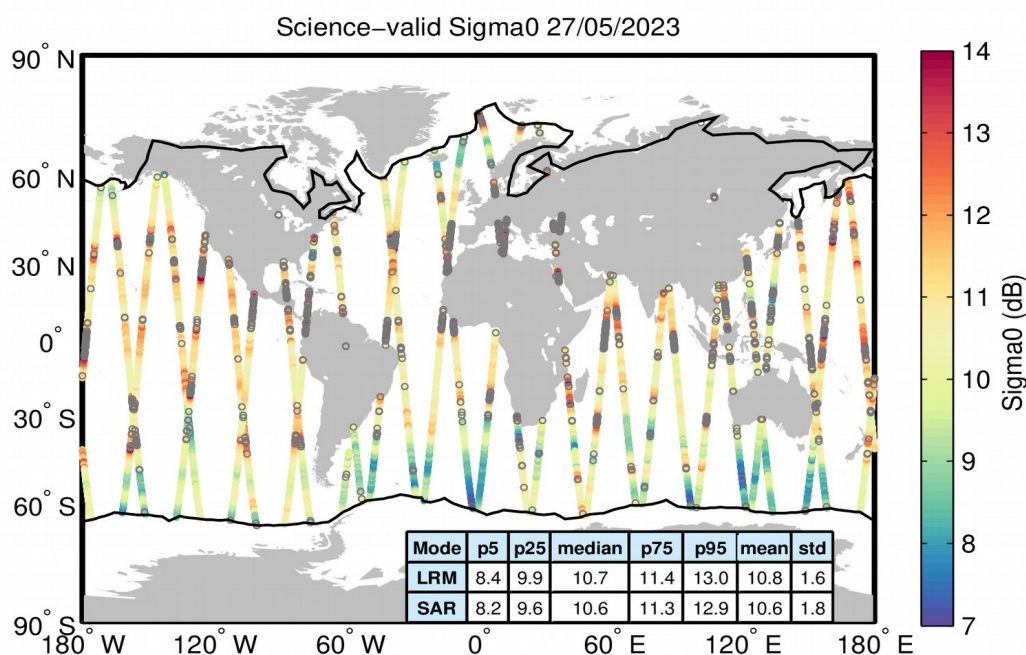 Science−valid Sigma0 27/05/2023
90° N
60° N
30° N
0°
30° S
60° S
90° S
180° W
120° W
60° W
0°
60° E
120° E
180° E
14
13
12
11
10
9
8
7
Sigma0 (dB)
Mode p5 p25 median p75 p95 mean std
LRM 8.4 9.9 10.7 11.4 13.0 10.8 1.6
SAR 8.2 9.6 10.6 11.3 12.9 10.6 1.8